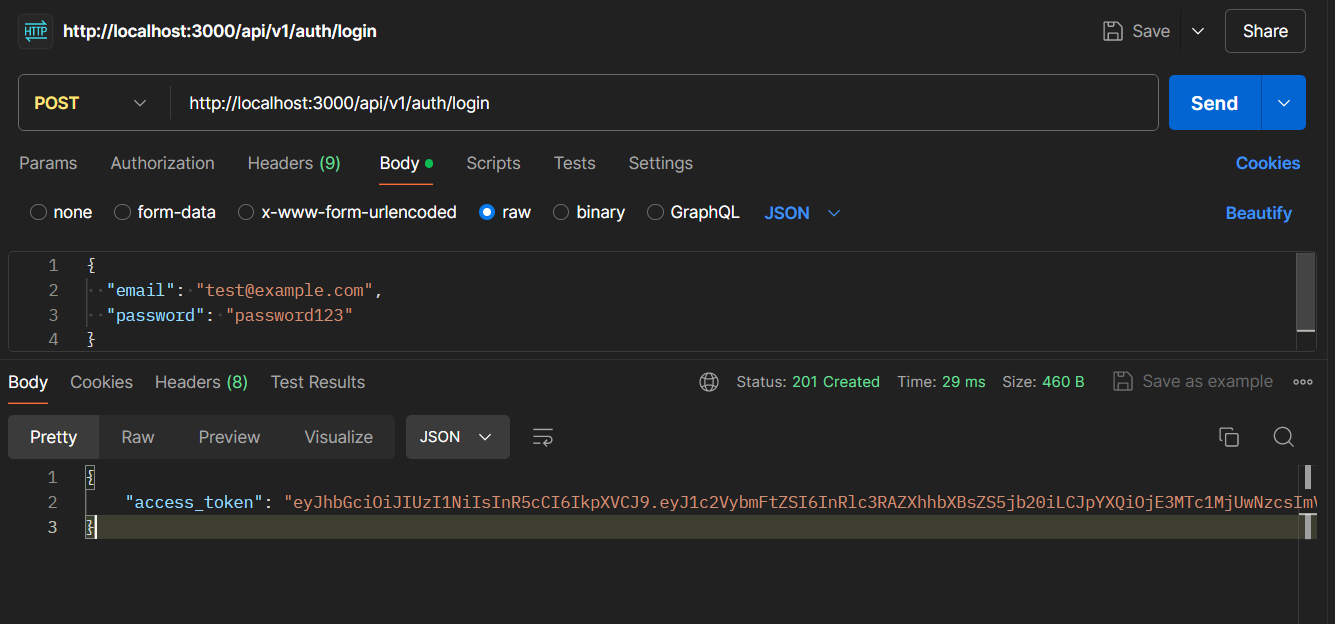 HTTP http://localhost:3000/api/v1/auth/login Save Share
POST http://localhost:3000/api/v1/auth/login Send
Params Authorization Headers (9) Body Scripts Tests Settings Cookies
none form-data x-www-form-urlencoded raw binary GraphQL JSON Beautify
1 {
2 "email": "test@example.com",
3 "password": "password123"
4 }
Body Cookies Headers (8) Test Results Status: 201 Created Time: 29 ms Size: 460 B Save as example
Pretty Raw Preview Visualize JSON
1 {
2 "access_token": "eyJhbGciOiJIUzI1NiIsInR5cCI6IkpXVCJ9.eyJ1c2VybmFtZSI6InRlc3RAZXhhbXBsZS5jb20iLCJpYXQiOjE3MTc1MjUwNzcsImV
3 }